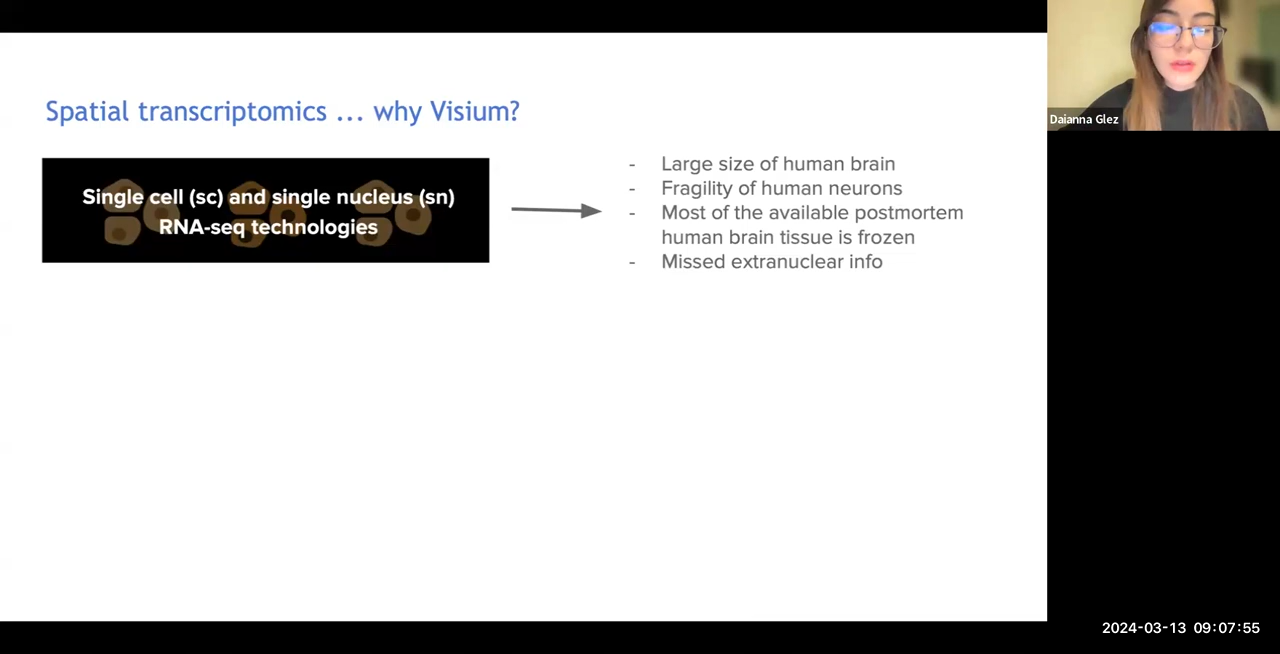 Spatial transcriptomics ... why Visium?
Single cell (sc) and single nucleus (sn)
RNA-seq technologies
- Large size of human brain
- Fragility of human neurons
- Most of the available postmortem
human brain tissue is frozen
- Missed extranuclear info
Daianna Glez
2024-03-13 09:07:55